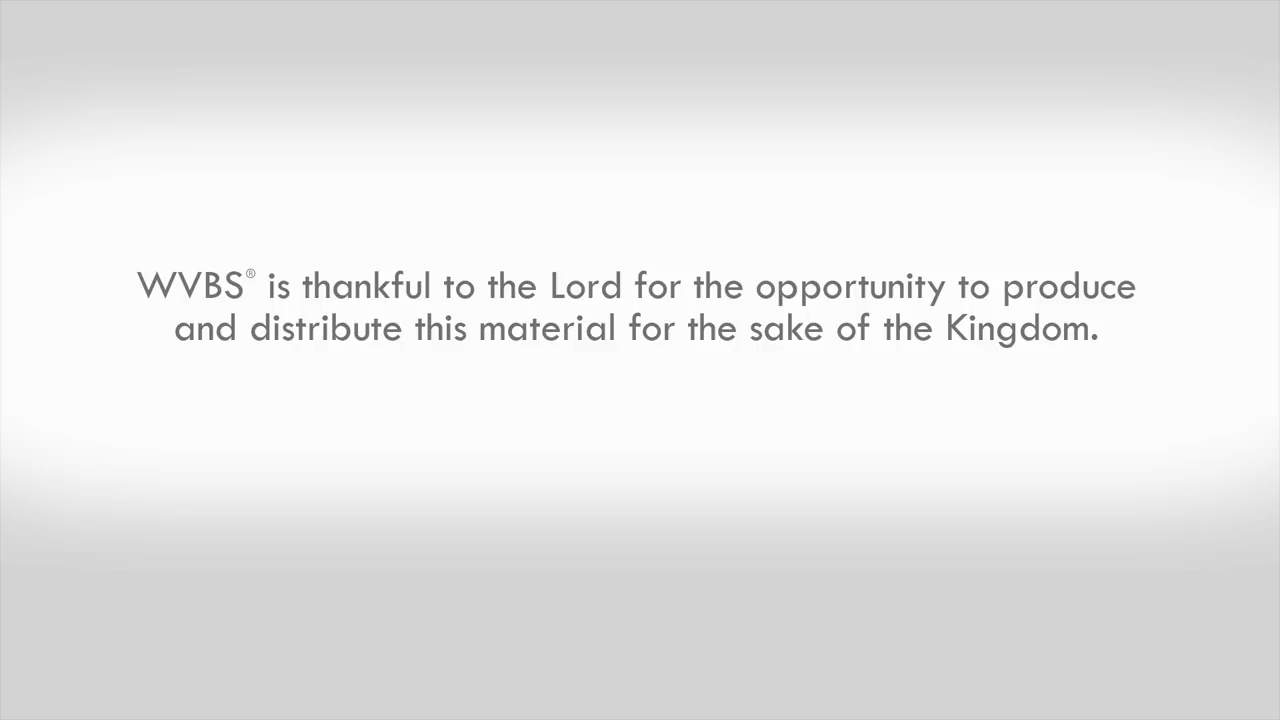 WVBS® is thankful to the Lord for the opportunity to produce
and distribute this material for the sake of the Kingdom.